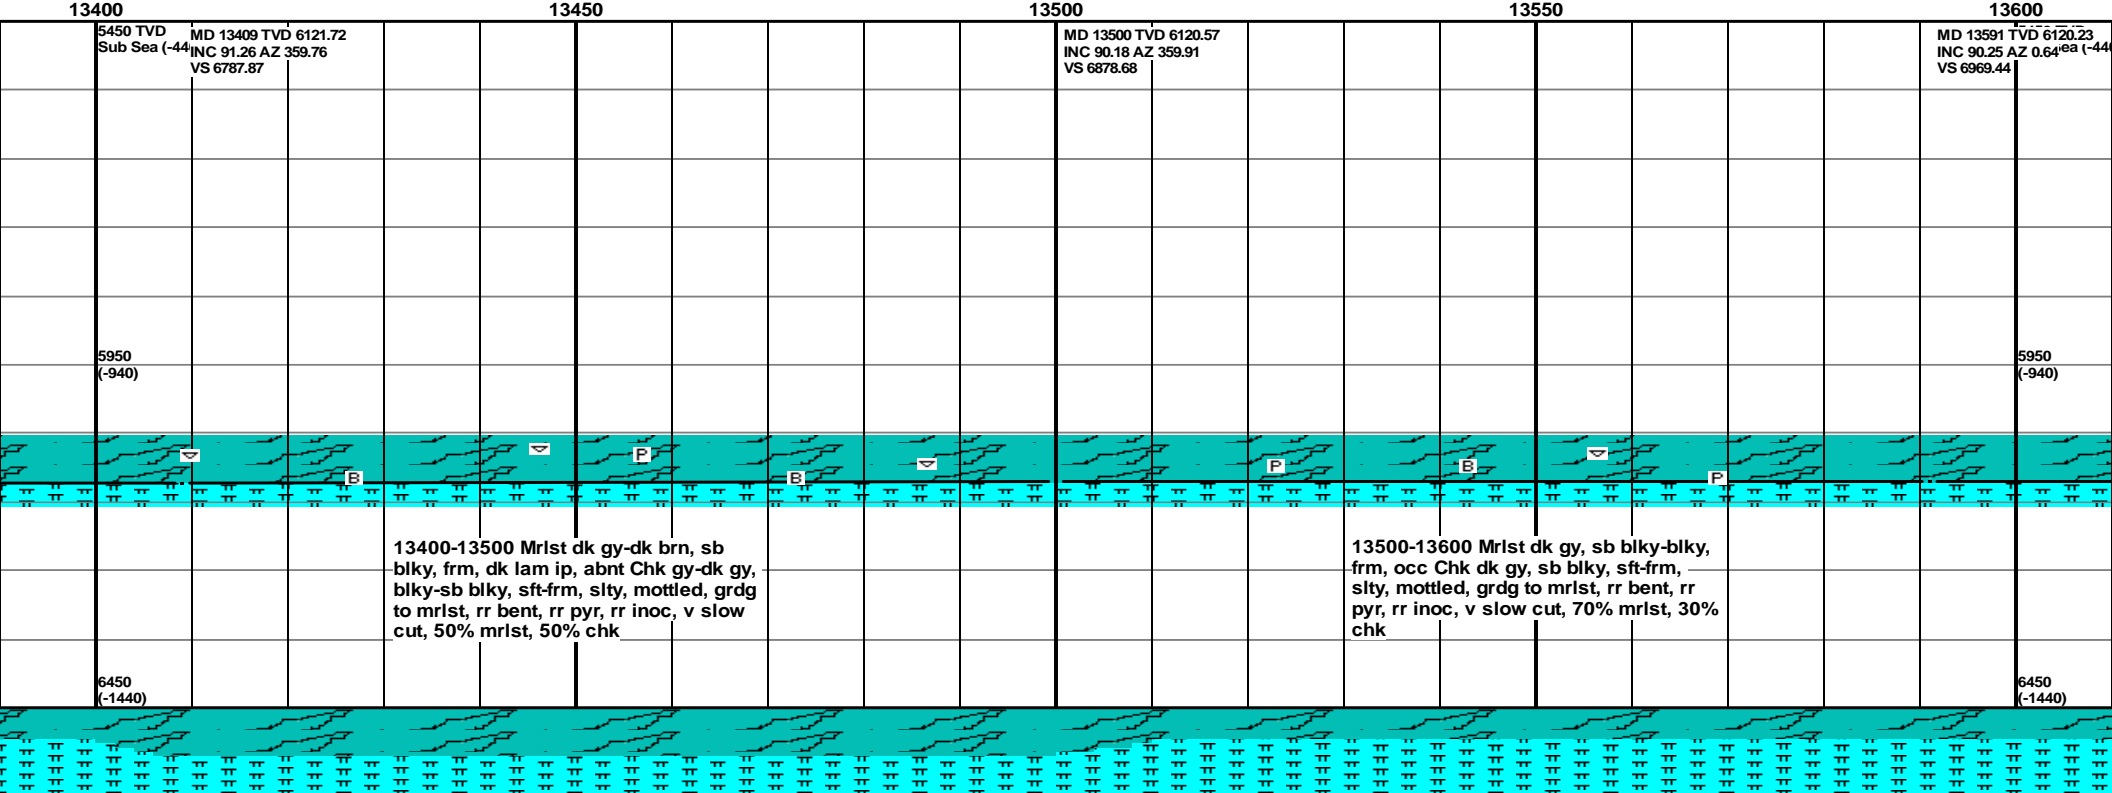 13400 13450 13500 13550 13600
5450 TVD
Sub Sea (-44
MD 13409 TVD 6121.72
INC 91.26 AZ 359.76
VS 6787.87
MD 13500 TVD 6120.57
INC 90.18 AZ 359.91
VS 6878.68
MD 13591 TVD 6120.23
INC 90.25 AZ 0.64
VS 6969.44
5450 TVD
ea (-44
5950
(-940)
5950
(-940)
P
B
B
P
B
P
13400-13500 Mrlst dk gy-dk brn, sb
blky, frm, dk lam ip, abnt Chk gy-dk gy,
blky-sb blky, sft-frm, slty, mottled, grdg
to mrlst, rr bent, rr pyr, rr inoc, v slow
cut, 50% mrlst, 50% chk
13500-13600 Mrlst dk gy, sb blky-blky,
frm, occ Chk dk gy, sb blky, sft-frm,
slty, mottled, grdg to mrlst, rr bent, rr
pyr, rr inoc, v slow cut, 70% mrlst, 30%
chk
6450
(-1440)
6450
(-1440)